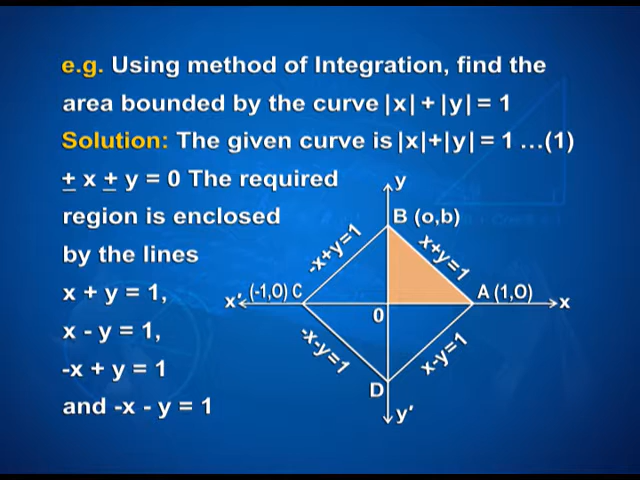 e.g. Using method of Integration, find the
area bounded by the curve |x| + |y| = 1
Solution: The given curve is |x|+|y| = 1 ...(1)
± x ± y = 0 The required
region is enclosed
by the lines
x + y = 1,
x - y = 1,
-x + y = 1
and -x - y = 1
y
B (o,b)
-x+y=1
x+y=1
x′
(-1,O) C
A (1,O)
x
0
-x-y=1
x-y=1
D
y′